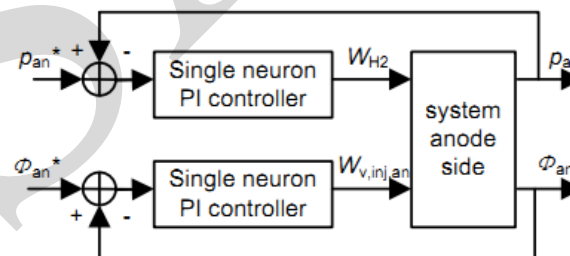 p_an* + -
Single neuron
PI controller
W_H2
system
anode
side
p_a
Φ_an*
+ -
Single neuron
PI controller
W_v,inj,an
Φ_an